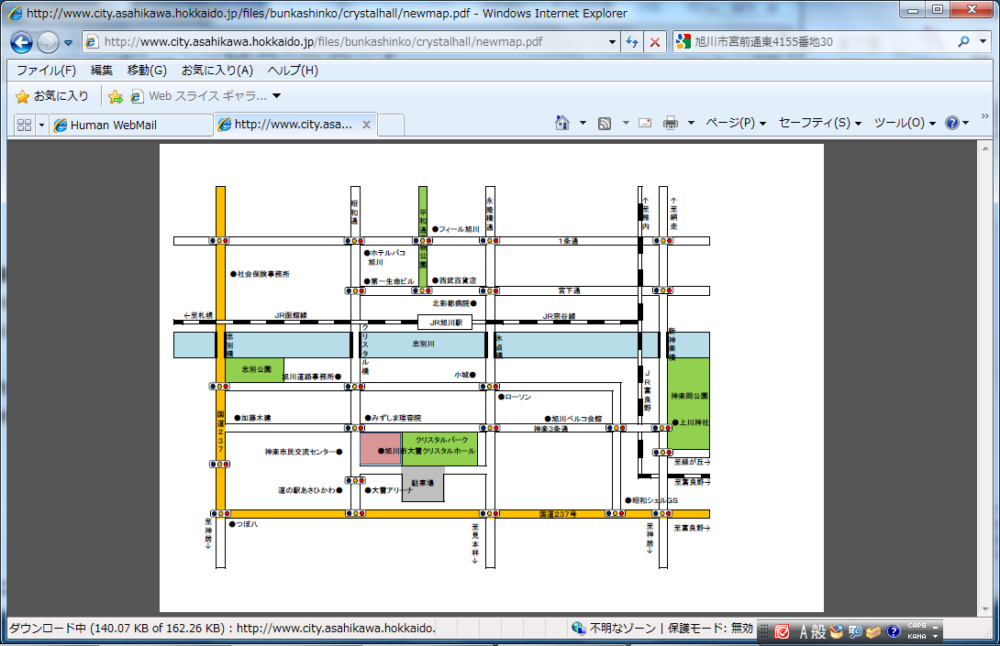 http://www.city.asahikawa.hokkaido.jp/files/bunkashinko/crystalhall/newmap.pdf - Windows Internet Explorer
http://www.city.asahikawa.hokkaido.jp/files/bunkashinko/crystalhall/newmap.pdf
旭川市宮前通東4155番地30
ファイル(F) 編集 移動(G) お気に入り(A) ヘルプ(H)
お気に入り Web スライス ギャラ...
Human WebMail
http://www.city.asa...
ページ(P) セーフティ(S) ツール(O)
昭和通
平和通
買物公園
永隆橋通
↑至稚内
↑至網走
●フィール旭川
1条通
●ホテルパコ
旭川
●社会保険事務所
●第一生命ビル
●西武百貨店
宮下通
北彩都病院●
←至札幌
JR函館線
JR旭川駅
JR宗谷線
忠別橋
クリスタル橋
忠別川
氷点橋
新神楽橋
忠別公園
旭川道路事務所●
小城●
JR富良野
●ローソン
神楽岡公園
国道237
●加藤木建
●みずしま理容院
●旭川ベルコ会館
●上川神社
神楽3条通
クリスタルパーク
神楽市民交流センター●
●旭川市大雪クリスタルホール
至緑が丘→
駐車場
至富良野→
道の駅あさひかわ●
●大雪アリーナ
●昭和シェルGS
国道237号
至神居↓
●つぼ八
至見本林↓
至神居↓
至富良野→
ダウンロード中 (140.07 KB of 162.26 KB) : http://www.city.asahikawa.hokkaido.
不明なゾーン | 保護モード: 無効
A 般
CAPS
KANA